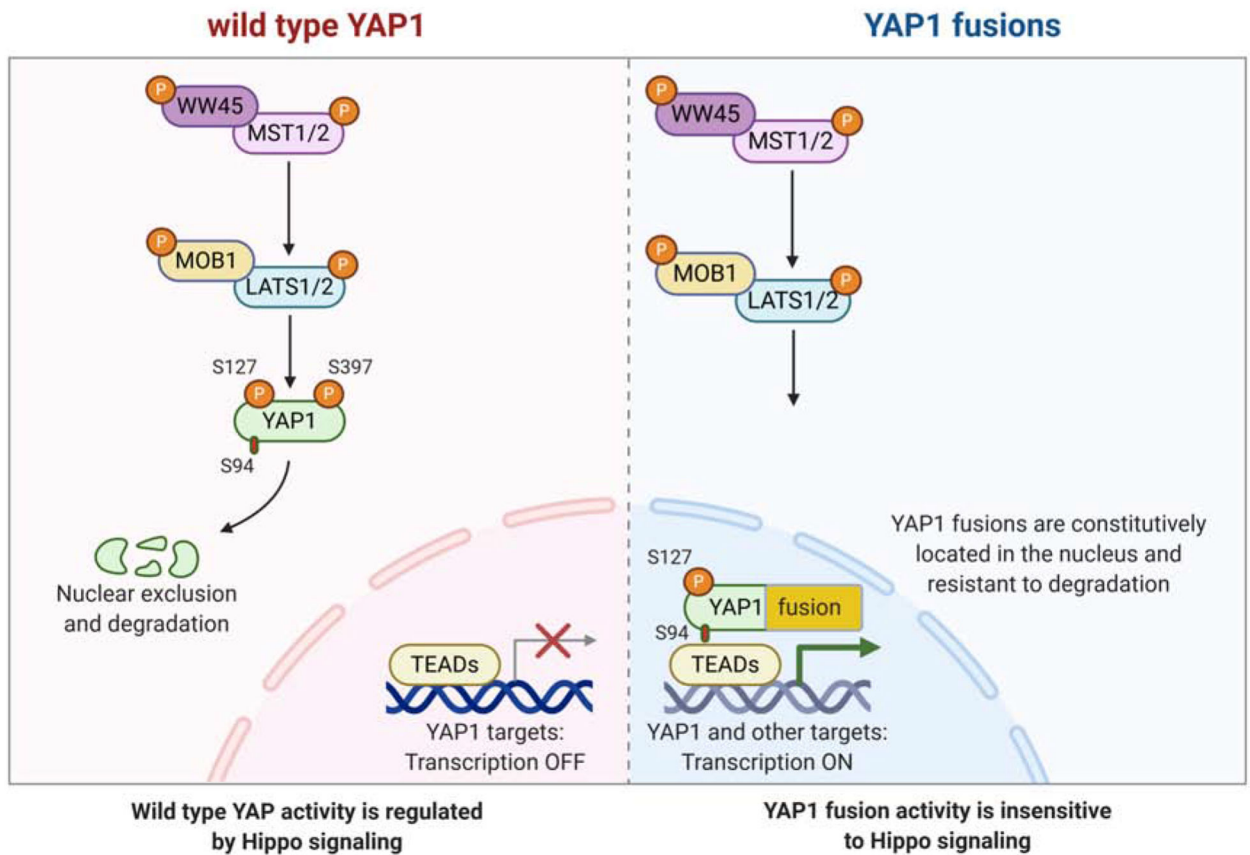 wild type YAP1
YAP1 fusions
P
WW45
P
MST1/2
P
MOB1
P
LATS1/2
S127
S397
P
P
YAP1
S94
Nuclear exclusion
and degradation
TEADs
YAP1 targets:
Transcription OFF
P
WW45
P
MST1/2
P
MOB1
P
LATS1/2
YAP1 fusions are constitutively
located in the nucleus and
resistant to degradation
S127
P
YAP1 fusion
S94
TEADs
YAP1 and other targets:
Transcription ON
Wild type YAP activity is regulated
by Hippo signaling
YAP1 fusion activity is insensitive
to Hippo signaling